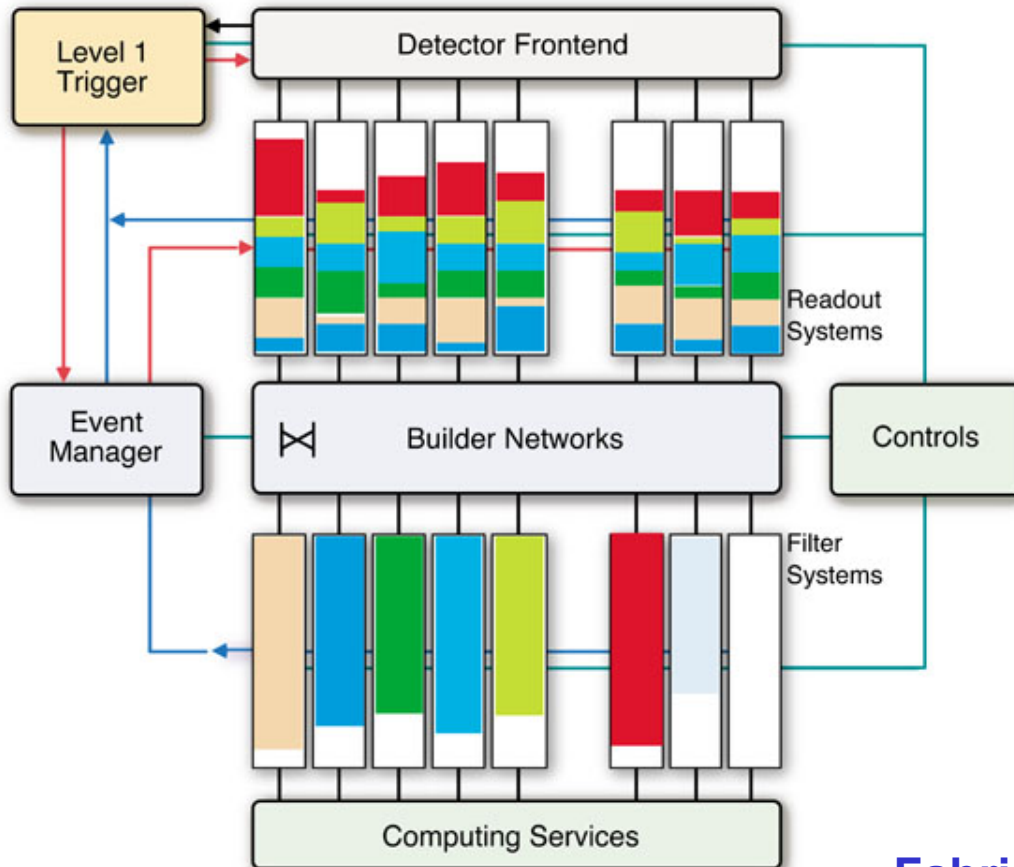 Level 1
Trigger
Detector Frontend
Readout
Systems
Event
Manager
Builder Networks
Controls
Filter
Systems
Computing Services